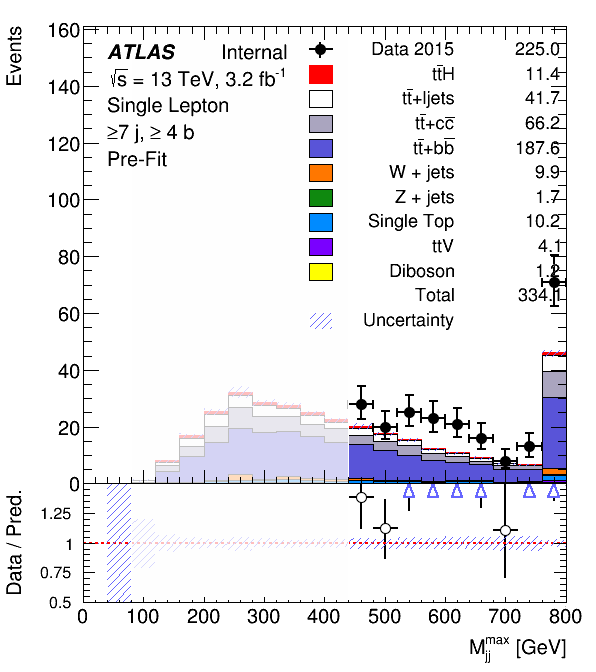 Events
160
140
120
100
80
60
40
20
0
ATLAS Internal
√s = 13 TeV, 3.2 fb⁻¹
Single Lepton
≥7 j, ≥ 4 b
Pre-Fit
Data 2015 225.0
tt̄H 11.4
tt̄+ljets 41.7
tt̄+cc̄ 66.2
tt̄+bb̄ 187.6
W + jets 9.9
Z + jets 1.7
Single Top 10.2
ttV 4.1
Diboson 1.2
Total 334.1
Uncertainty
Data / Pred.
1.25
1
0.75
0.5
0 100 200 300 400 500 600 700 800
M_jj^max [GeV]